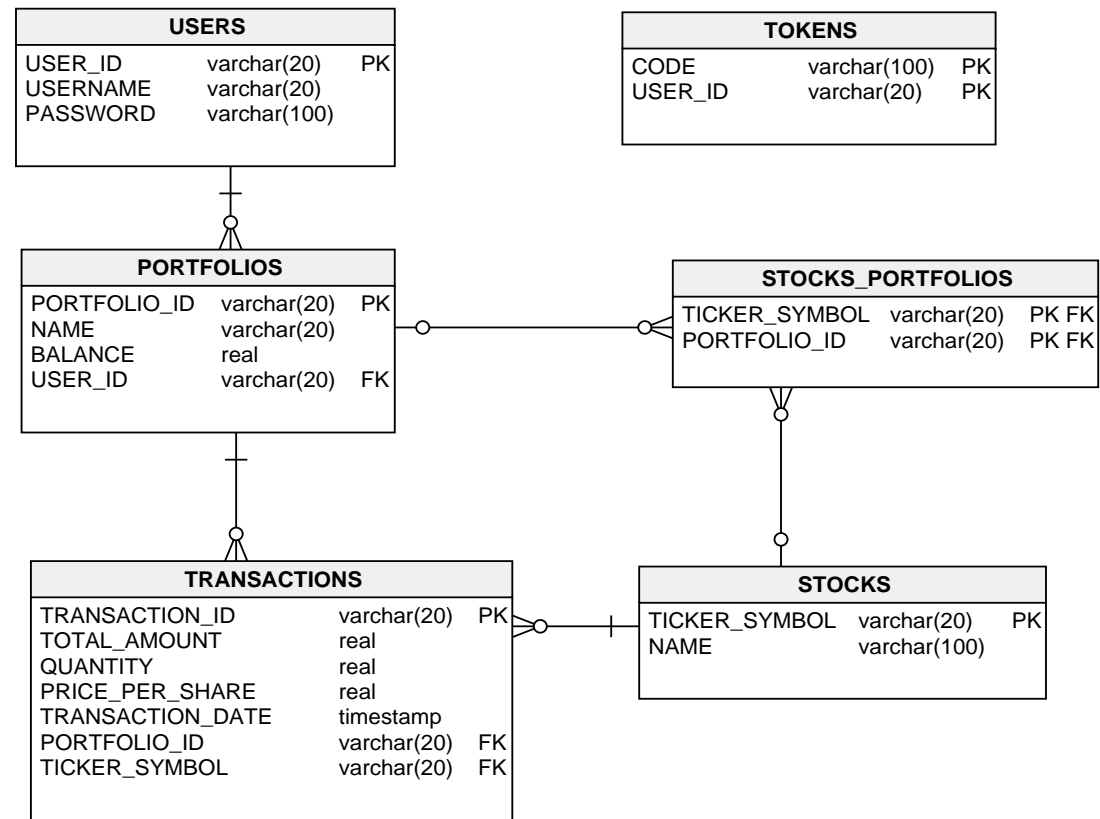 USERS
USER_ID varchar(20) PK
USERNAME varchar(20)
PASSWORD varchar(100)
TOKENS
CODE varchar(100) PK
USER_ID varchar(20) PK
PORTFOLIOS
PORTFOLIO_ID varchar(20) PK
NAME varchar(20)
BALANCE real
USER_ID varchar(20) FK
STOCKS_PORTFOLIOS
TICKER_SYMBOL varchar(20) PK FK
PORTFOLIO_ID varchar(20) PK FK
TRANSACTIONS
TRANSACTION_ID varchar(20) PK
TOTAL_AMOUNT real
QUANTITY real
PRICE_PER_SHARE real
TRANSACTION_DATE timestamp
PORTFOLIO_ID varchar(20) FK
TICKER_SYMBOL varchar(20) FK
STOCKS
TICKER_SYMBOL varchar(20) PK
NAME varchar(100)